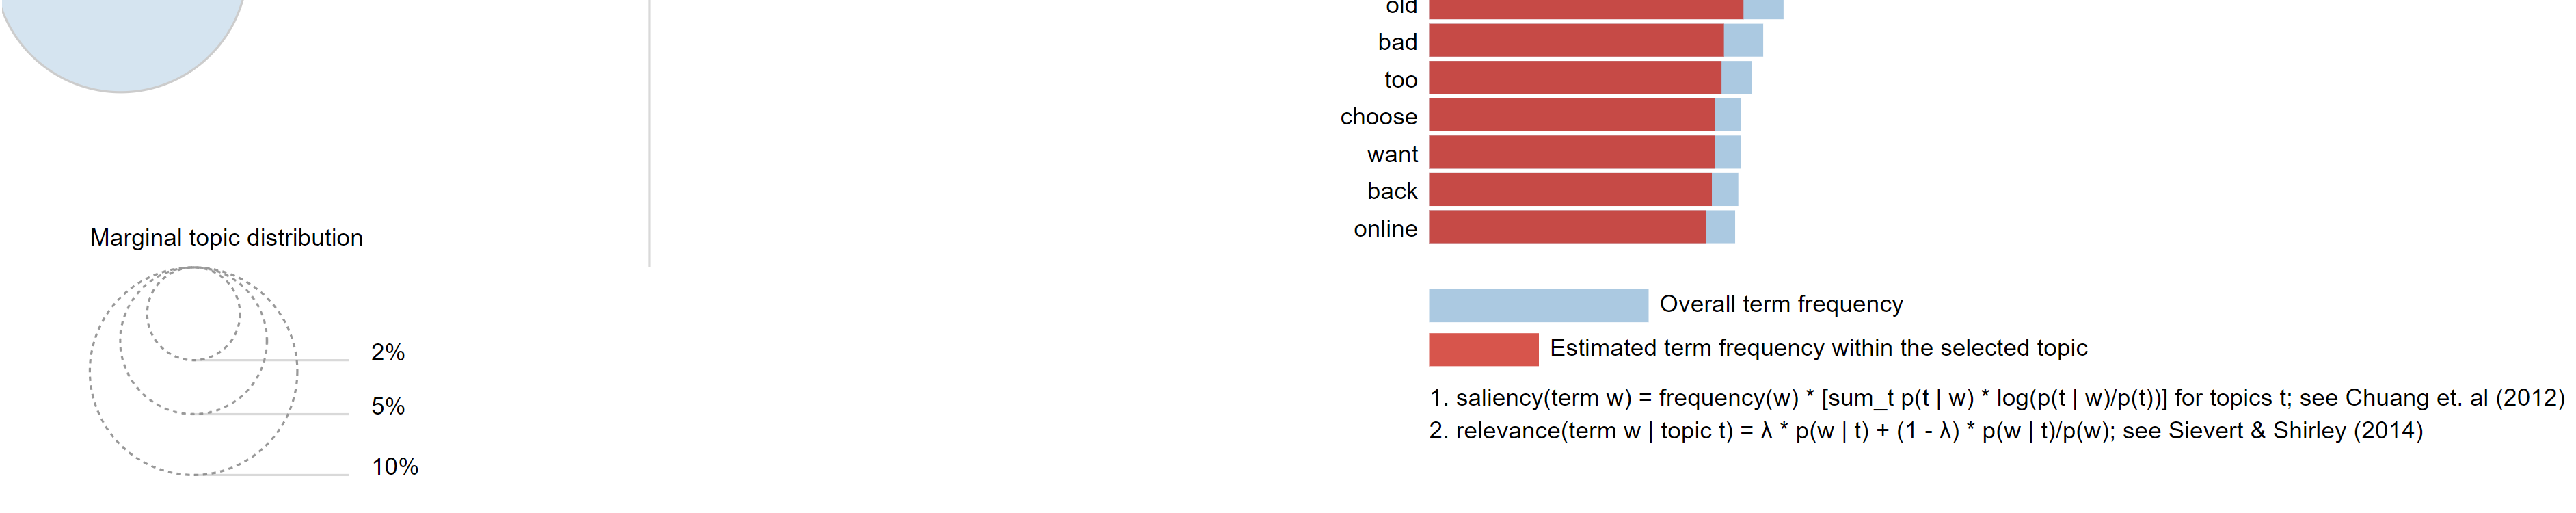 old
bad
too
choose
want
back
online
Marginal topic distribution
2%
5%
10%
Overall term frequency
Estimated term frequency within the selected topic
1. saliency(term w) = frequency(w) * [sum_t p(t | w) * log(p(t | w)/p(t))] for topics t; see Chuang et. al (2012)
2. relevance(term w | topic t) = λ * p(w | t) + (1 - λ) * p(w | t)/p(w); see Sievert & Shirley (2014)